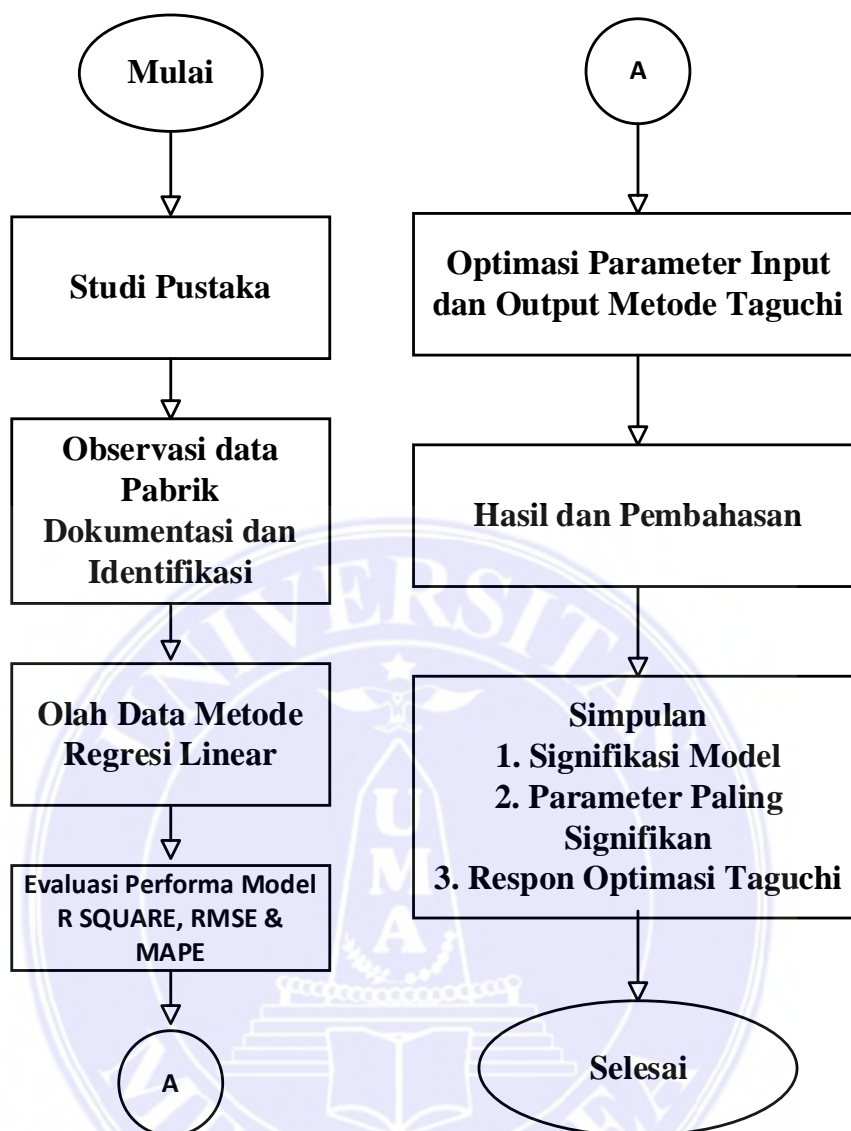 Mulai
Studi Pustaka
Observasi data
Pabrik
Dokumentasi dan
Identifikasi
Olah Data Metode
Regresi Linear
Evaluasi Performa Model
R SQUARE, RMSE &
MAPE
A
A
Optimasi Parameter Input
dan Output Metode Taguchi
Hasil dan Pembahasan
Simpulan
1. Signifikasi Model
2. Parameter Paling
Signifikan
3. Respon Optimasi Taguchi
Selesai
UNIVERSITA
UMA